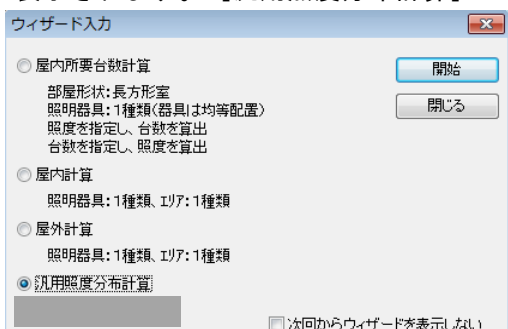 ウィザード入力
屋内所要台数計算
開始
部屋形状:長方形室
照明器具:1種類(器具は均等配置)
閉じる
照度を指定し、台数を算出
台数を指定し、照度を算出
屋内計算
照明器具:1種類、エリア:1種類
屋外計算
照明器具:1種類、エリア:1種類
汎用照度分布計算
次回からウィザードを表示しない